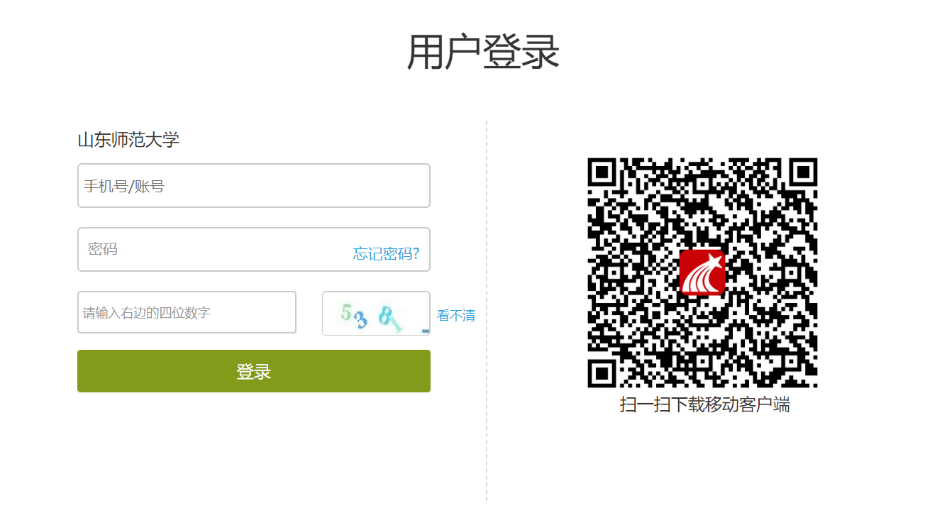 用户登录
山东师范大学
手机号/账号
密码
忘记密码?
请输入右边的四位数字
5381
看不清
登录
扫一扫下载移动客户端